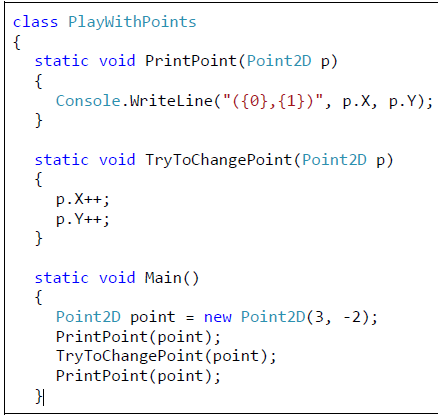 class PlayWithPoints
{
static void PrintPoint(Point2D p)
{
Console.WriteLine("({0},{1})", p.X, p.Y);
}
static void TryToChangePoint(Point2D p)
{
p.X++;
p.Y++;
}
static void Main()
{
Point2D point = new Point2D(3, -2);
PrintPoint(point);
TryToChangePoint(point);
PrintPoint(point);
}